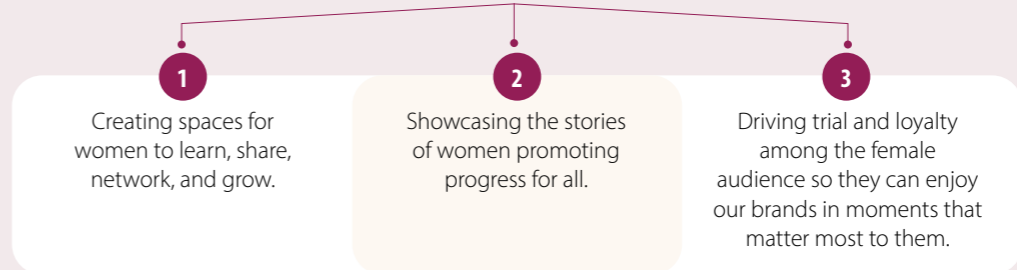 1
Creating spaces for
women to learn, share,
network, and grow.
2
Showcasing the stories
of women promoting
progress for all.
3
Driving trial and loyalty
among the female
audience so they can enjoy
our brands in moments that
matter most to them.